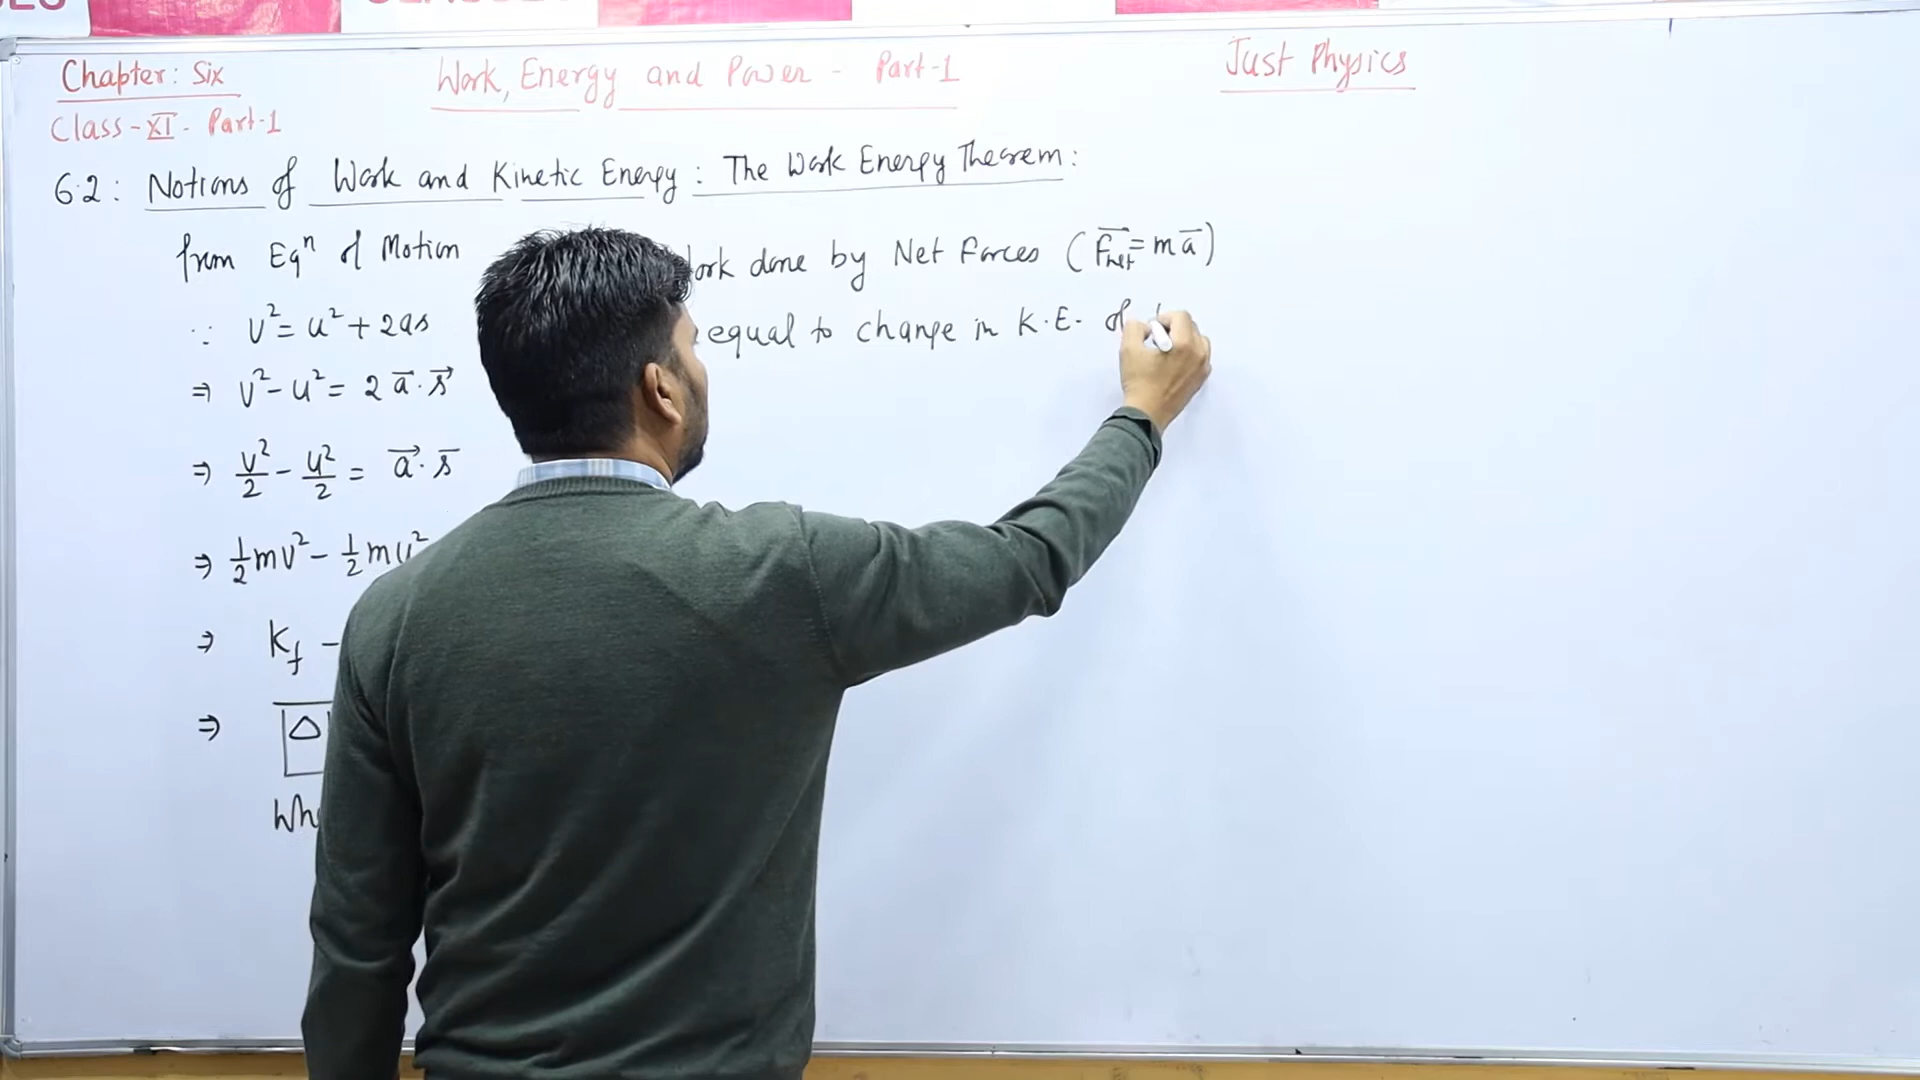 Chapter: Six
Work, Energy and Power - Part-1
Just Physics
Class-XI- Part-1
6.2: Notions of Work and Kinetic Energy: The Work Energy Theorem:
from Eqⁿ of Motion
∵ v² = u² + 2as
⇒ v² - u² = 2 a⃗ · s⃗
⇒ v²/2 - u²/2 = a⃗ · s⃗
⇒ ½mv² - ½mu²
⇒ K_f -
⇒ Δ
ork done by Net Forces (F⃗_net = ma⃗)
equal to change in K.E. of